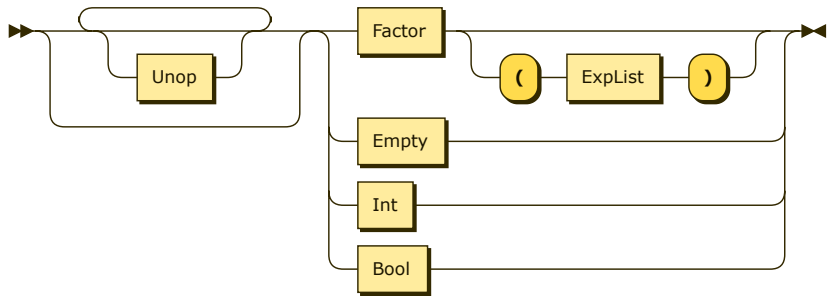 Factor
Unop
( ExpList )
Empty
Int
Bool